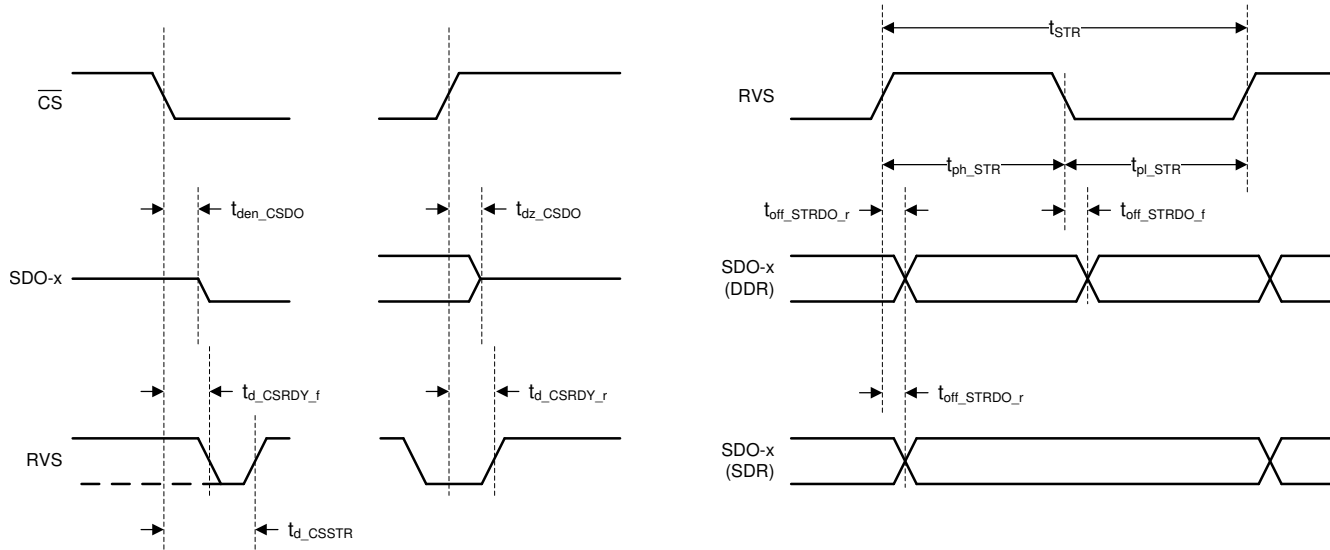 CS
t_den_CSDO
t_dz_CSDO
SDO-x
t_d_CSRDY_f
t_d_CSRDY_r
RVS
t_d_CSSTR
t_STR
RVS
t_ph_STR
t_pl_STR
t_off_STRDO_r
t_off_STRDO_f
SDO-x
(DDR)
t_off_STRDO_r
SDO-x
(SDR)